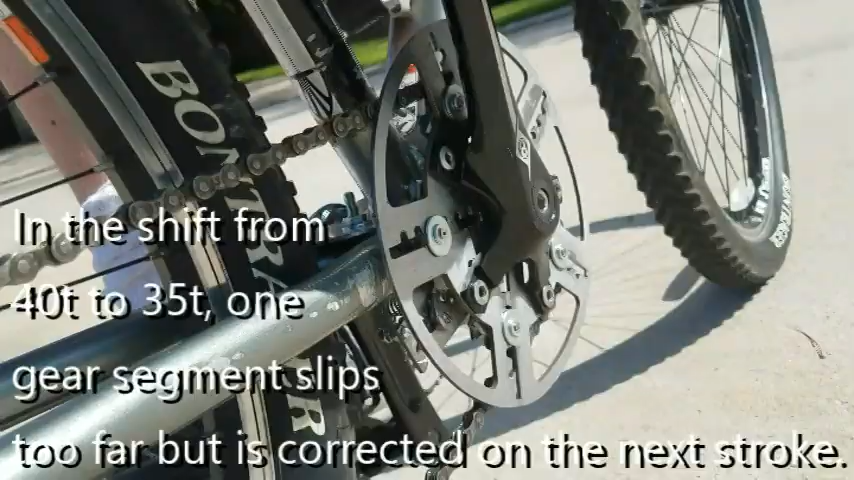 BONTRAGER
In the shift from
40t to 35t, one
gear segment slips
too far but is corrected on the next stroke.